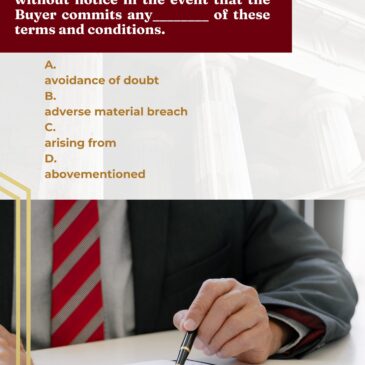 without notice in the event that the
Buyer commits any________ of these
terms and conditions.
A.
avoidance of doubt
B.
adverse material breach
C.
arising from
D.
abovementioned